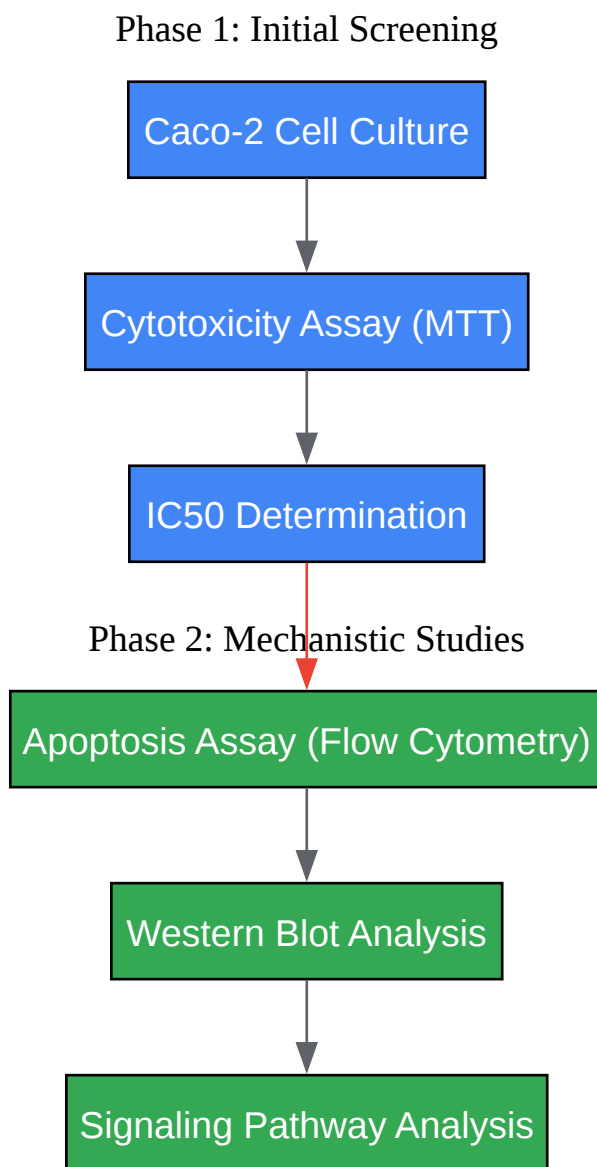 Phase 1: Initial Screening
Caco-2 Cell Culture
Cytotoxicity Assay (MTT)
IC50 Determination
Phase 2: Mechanistic Studies
Apoptosis Assay (Flow Cytometry)
Western Blot Analysis
Signaling Pathway Analysis